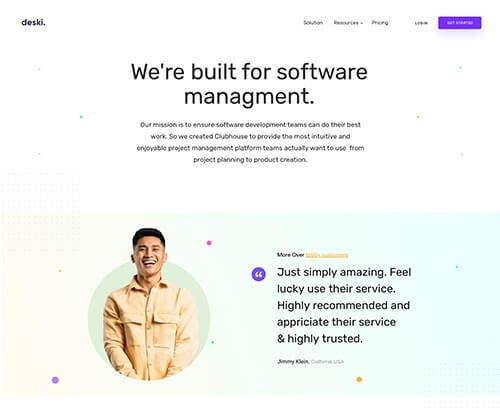 deski.
Solution Resources Pricing LOGIN GET STARTED
We're built for software
managment.
Our mission is to ensure software development teams can do their best
work. So we created Clubhouse to provide the most intuitive and
enjoyable project management platform teams actually want to use from
project planning to product creation.
More Over 1500+ customers
“
Just simply amazing. Feel
lucky use their service.
Highly recommended and
appriciate their service
& highly trusted.
Jimmy Klein, California USA